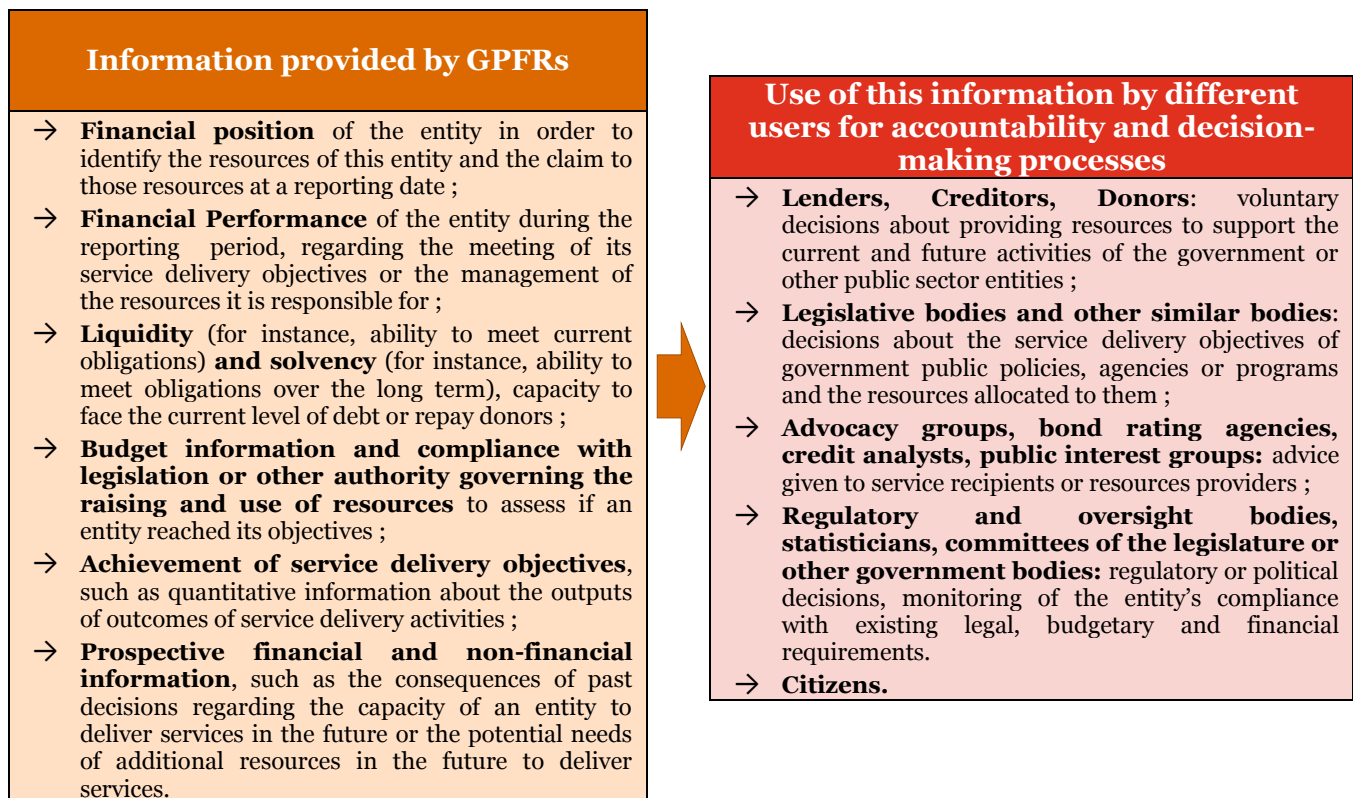 Information provided by GPFRs
→ Financial position of the entity in order to
identify the resources of this entity and the claim to
those resources at a reporting date ;
→ Financial Performance of the entity during the
reporting period, regarding the meeting of its
service delivery objectives or the management of
the resources it is responsible for ;
→ Liquidity (for instance, ability to meet current
obligations) and solvency (for instance, ability to
meet obligations over the long term), capacity to
face the current level of debt or repay donors ;
→ Budget information and compliance with
legislation or other authority governing the
raising and use of resources to assess if an
entity reached its objectives ;
→ Achievement of service delivery objectives,
such as quantitative information about the outputs
of outcomes of service delivery activities ;
→ Prospective financial and non-financial
information, such as the consequences of past
decisions regarding the capacity of an entity to
deliver services in the future or the potential needs
of additional resources in the future to deliver
services.
Use of this information by different
users for accountability and decision-
making processes
→ Lenders, Creditors, Donors: voluntary
decisions about providing resources to support the
current and future activities of the government or
other public sector entities ;
→ Legislative bodies and other similar bodies:
decisions about the service delivery objectives of
government public policies, agencies or programs
and the resources allocated to them ;
→ Advocacy groups, bond rating agencies,
credit analysts, public interest groups: advice
given to service recipients or resources providers ;
→ Regulatory and oversight bodies,
statisticians, committees of the legislature or
other government bodies: regulatory or political
decisions, monitoring of the entity's compliance
with existing legal, budgetary and financial
requirements.
→ Citizens.